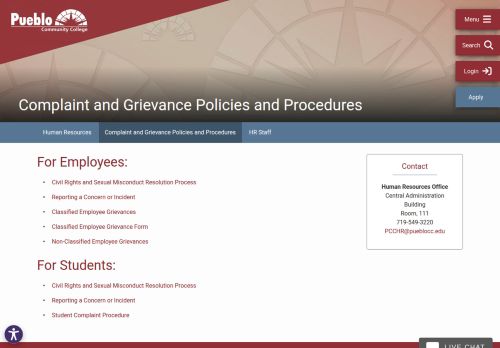 Pueblo
Community College
Menu
Search
Login
Apply
Complaint and Grievance Policies and Procedures
Human Resources
Complaint and Grievance Policies and Procedures
HR Staff
For Employees:
Civil Rights and Sexual Misconduct Resolution Process
Reporting a Concern or Incident
Classified Employee Grievances
Classified Employee Grievance Form
Non-Classified Employee Grievances
For Students:
Civil Rights and Sexual Misconduct Resolution Process
Reporting a Concern or Incident
Student Complaint Procedure
Contact
Human Resources Office
Central Administration
Building
Room, 111
719-549-3220
PCCHR@pueblocc.edu
LIVE CHAT